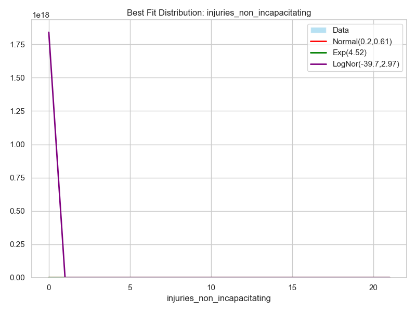 Best Fit Distribution: injuries_non_incapacitating
1e18
1.75
1.50
1.25
1.00
0.75
0.50
0.25
0.00
Data
Normal(0.2,0.61)
Exp(4.52)
LogNor(-39.7,2.97)
0 5 10 15 20
injuries_non_incapacitating